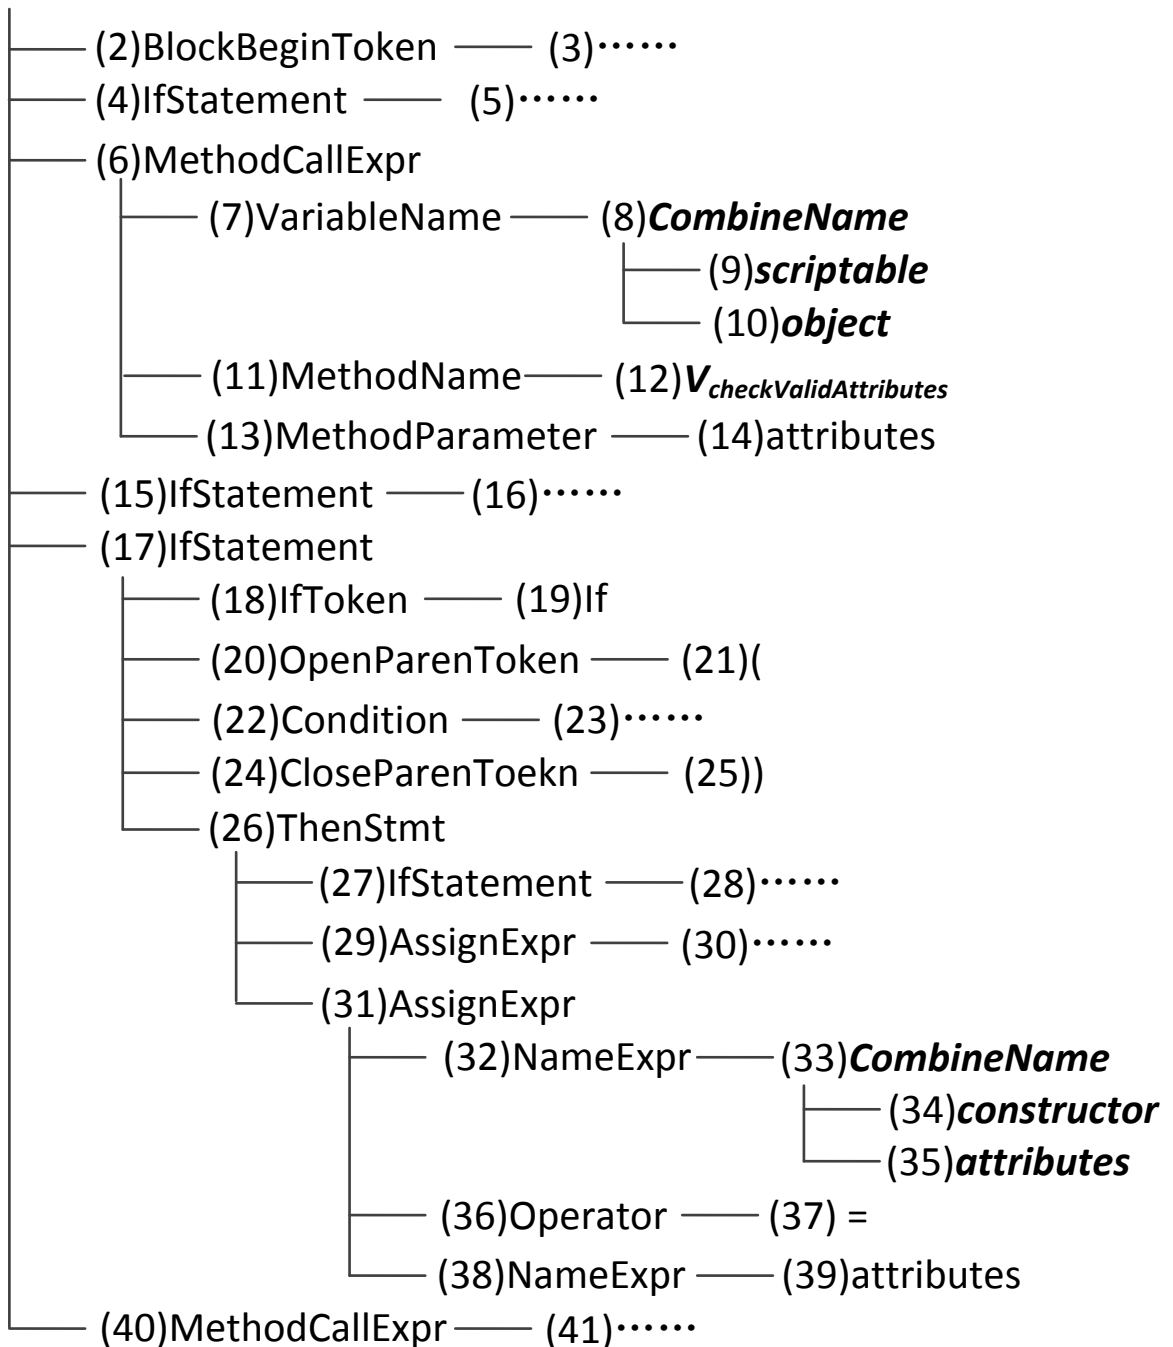 (2)BlockBeginToken (3)······
(4)IfStatement (5)······
(6)MethodCallExpr
(7)VariableName (8)CombineName
(9)scriptable
(10)object
(11)MethodName (12)VcheckValidAttributes
(13)MethodParameter (14)attributes
(15)IfStatement (16)······
(17)IfStatement
(18)IfToken (19)If
(20)OpenParenToken (21)(
(22)Condition (23)······
(24)CloseParenToekn (25))
(26)ThenStmt
(27)IfStatement (28)······
(29)AssignExpr (30)······
(31)AssignExpr
(32)NameExpr (33)CombineName
(34)constructor
(35)attributes
(36)Operator (37) =
(38)NameExpr (39)attributes
(40)MethodCallExpr (41)······